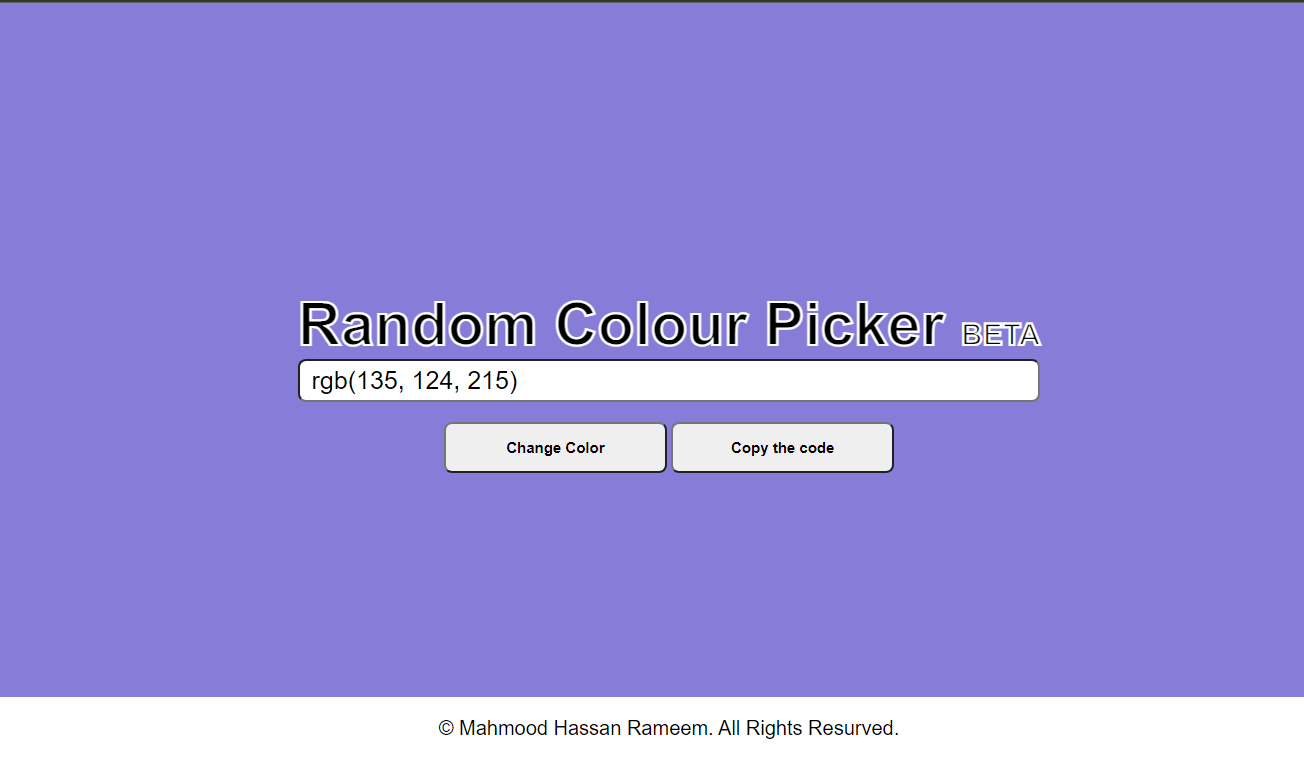 Random Colour Picker BETA
rgb(135, 124, 215)
Change Color Copy the code
© Mahmood Hassan Rameem. All Rights Resurved.